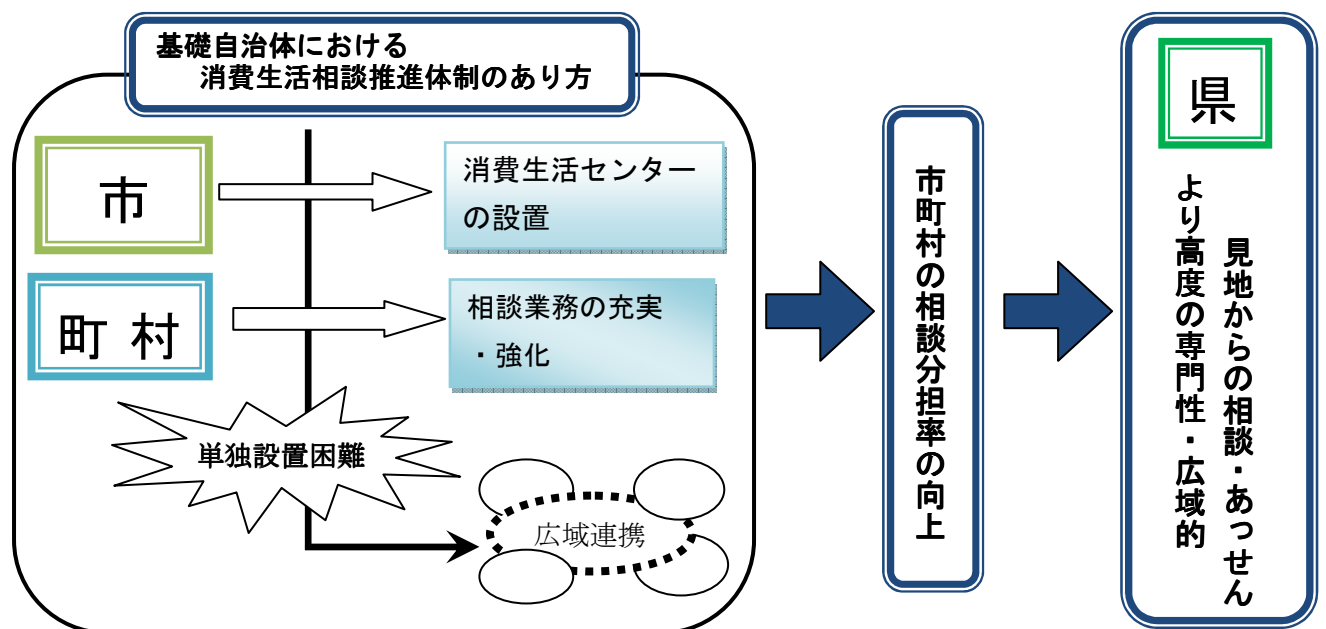 基礎自治体における
消費生活相談推進体制のあり方
市
消費生活センター
の設置
町 村
相談業務の充実
・強化
単独設置困難
広域連携
市町村の相談分担率の向上
県
より高度の専門性・広域的
見地からの相談・あっせん